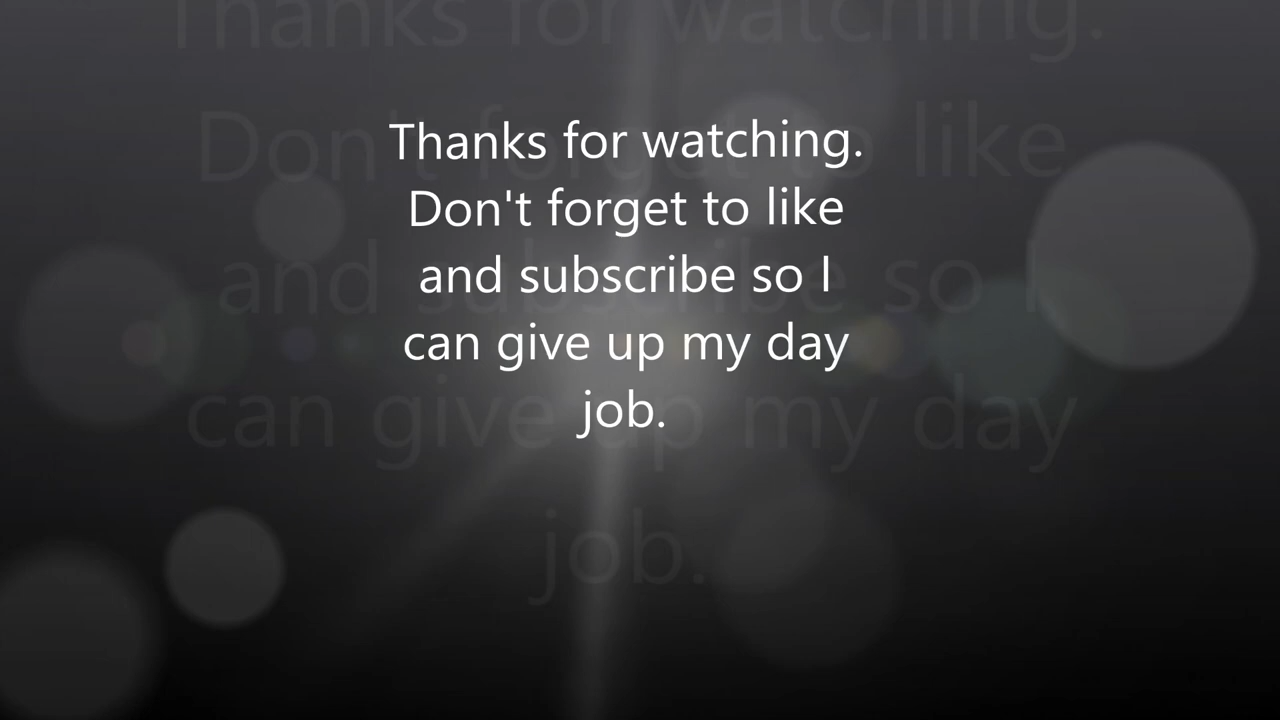 Thanks for watching.
Don't forget to like
and subscribe so I
can give up my day
job.